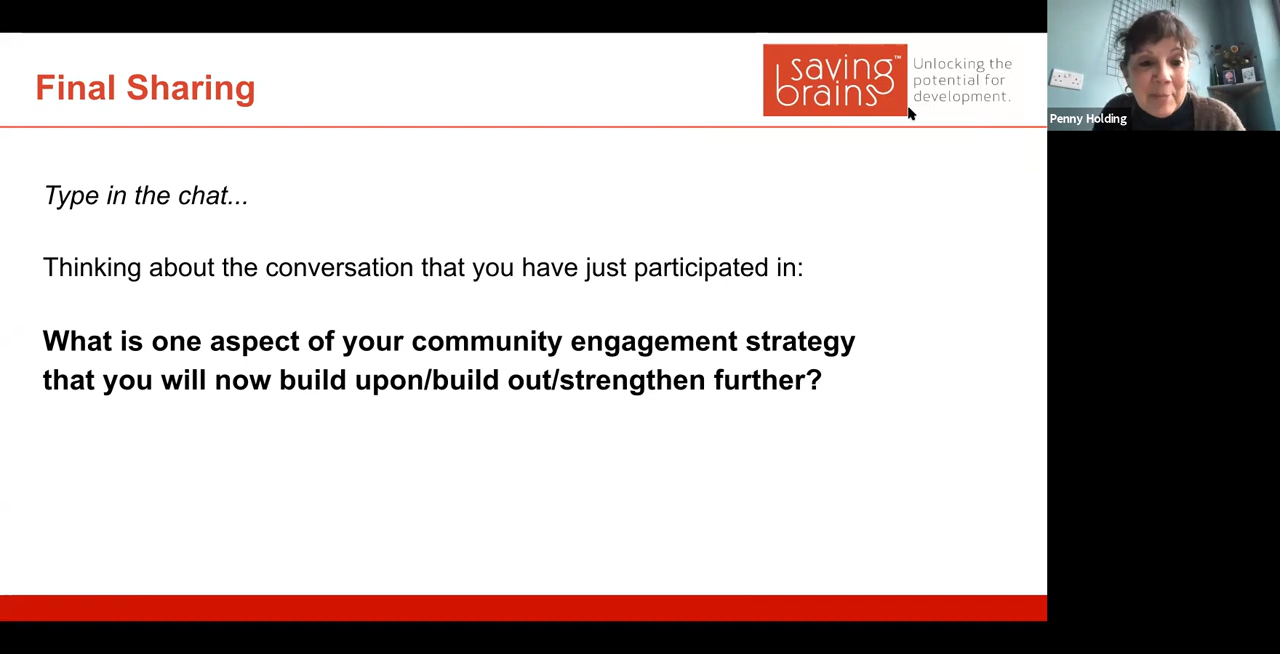 Final Sharing
saving
brains
™
Unlocking the
potential for
development.
Penny Holding
Type in the chat...
Thinking about the conversation that you have just participated in:
What is one aspect of your community engagement strategy
that you will now build upon/build out/strengthen further?